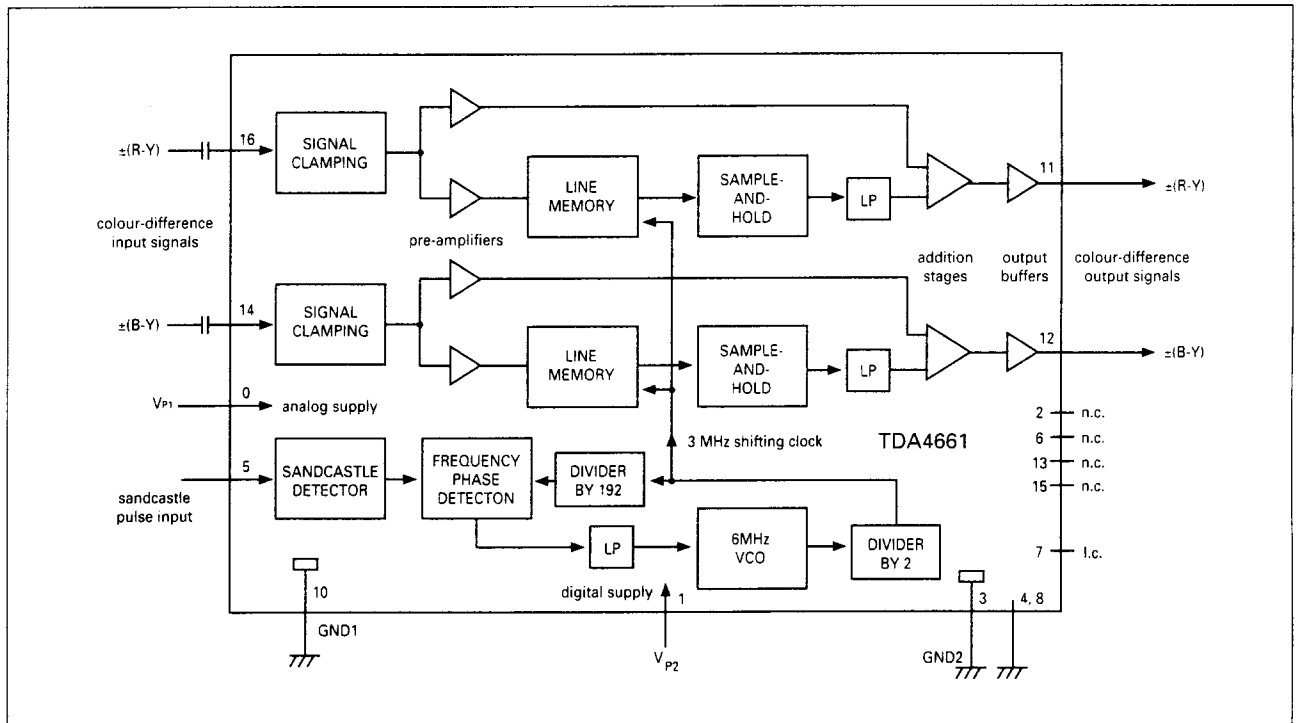 ±(R-Y)
16
SIGNAL
CLAMPING
LINE
MEMORY
SAMPLE-
AND-
HOLD
LP
11
±(R-Y)
colour-difference
input signals
pre-amplifiers
addition
stages
output
buffers
colour-difference
output signals
±(B-Y)
14
SIGNAL
CLAMPING
LINE
MEMORY
SAMPLE-
AND-
HOLD
LP
12
±(B-Y)
VP1
0
analog supply
3 MHz shifting clock
TDA4661
2
n.c.
6
n.c.
13
n.c.
15
n.c.
7
l.c.
sandcastle
pulse input
5
SANDCASTLE
DETECTOR
FREQUENCY
PHASE
DETECTON
DIVIDER
BY 192
LP
6MHz
VCO
DIVIDER
BY 2
digital supply
1
VP2
10
GND1
3
GND2
4, 8